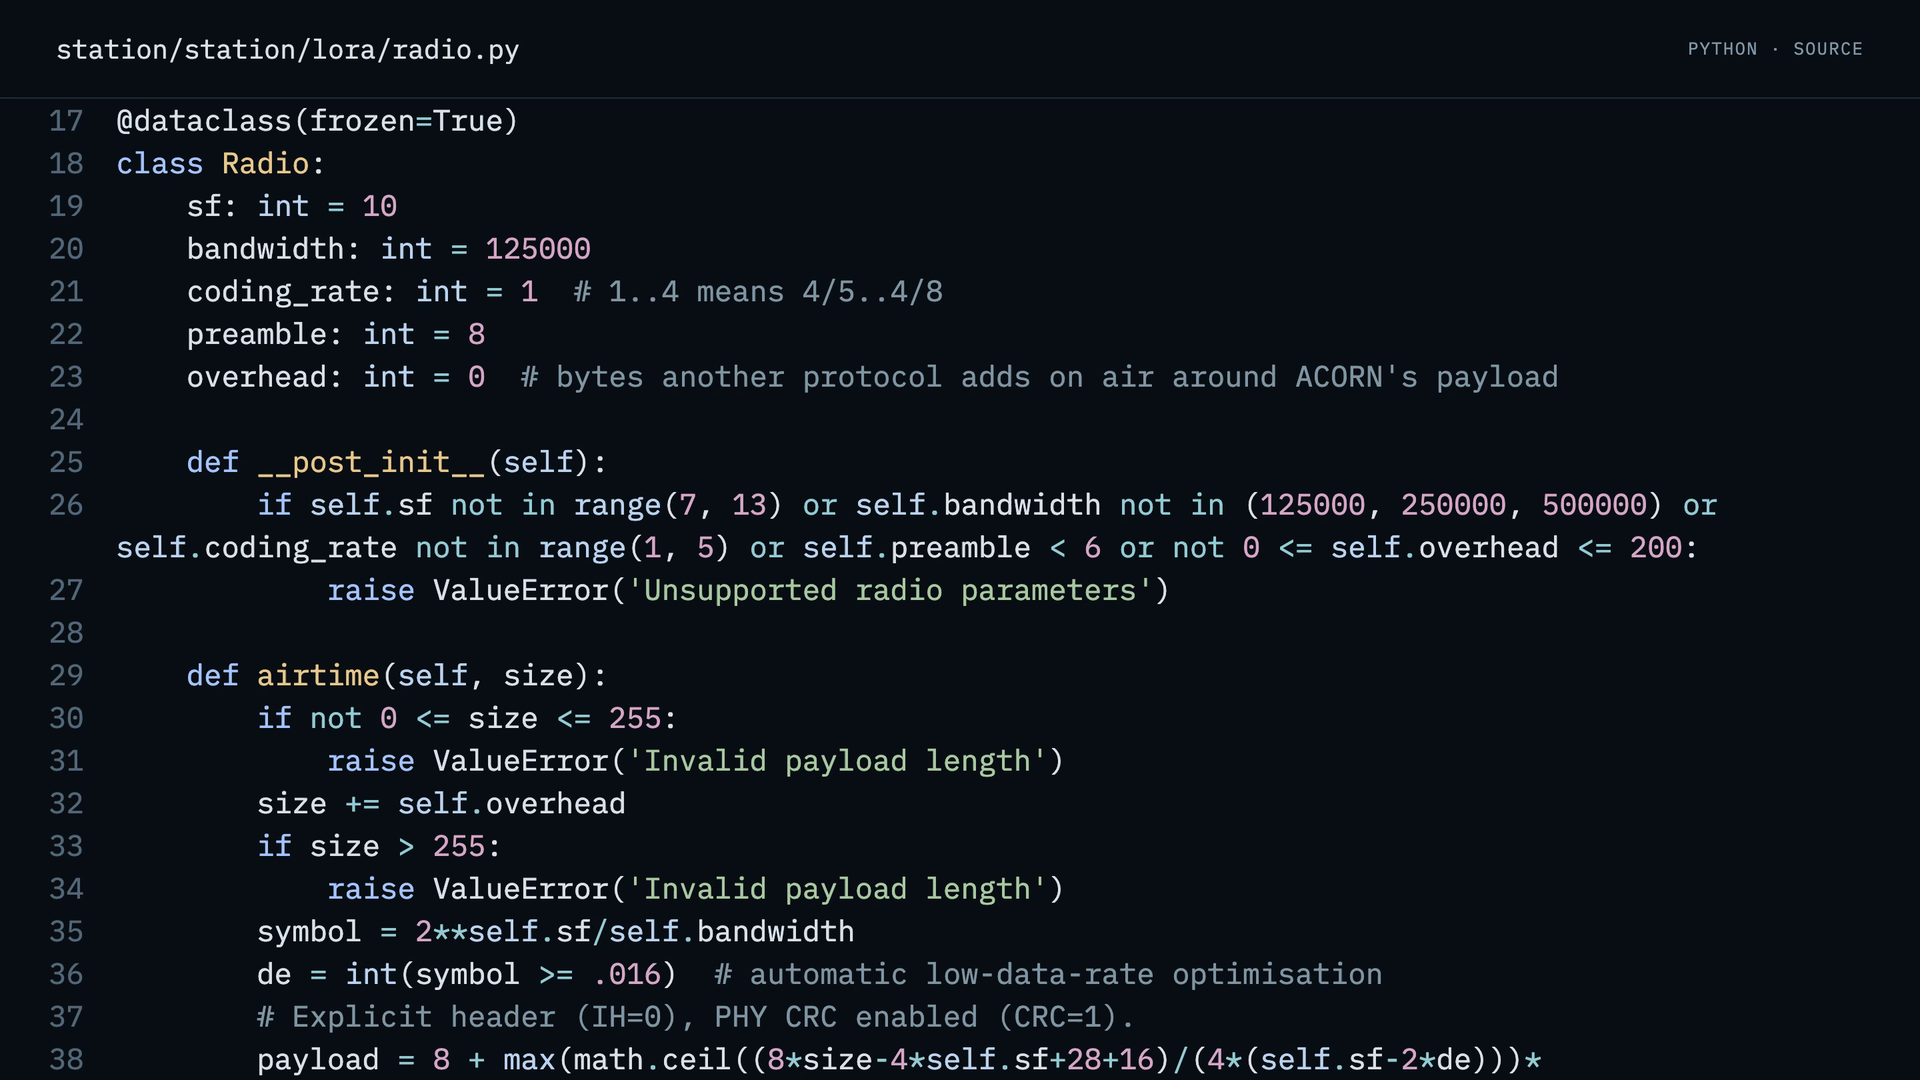 station/station/lora/radio.py
PYTHON · SOURCE
17 @dataclass(frozen=True)
18 class Radio:
19     sf: int = 10
20     bandwidth: int = 125000
21     coding_rate: int = 1  # 1..4 means 4/5..4/8
22     preamble: int = 8
23     overhead: int = 0  # bytes another protocol adds on air around ACORN's payload
24
25     def __post_init__(self):
26         if self.sf not in range(7, 13) or self.bandwidth not in (125000, 250000, 500000) or
self.coding_rate not in range(1, 5) or self.preamble < 6 or not 0 <= self.overhead <= 200:
27             raise ValueError('Unsupported radio parameters')
28
29     def airtime(self, size):
30         if not 0 <= size <= 255:
31             raise ValueError('Invalid payload length')
32         size += self.overhead
33         if size > 255:
34             raise ValueError('Invalid payload length')
35         symbol = 2**self.sf/self.bandwidth
36         de = int(symbol >= .016)  # automatic low-data-rate optimisation
37         # Explicit header (IH=0), PHY CRC enabled (CRC=1).
38         payload = 8 + max(math.ceil((8*size-4*self.sf+28+16)/(4*(self.sf-2*de)))*